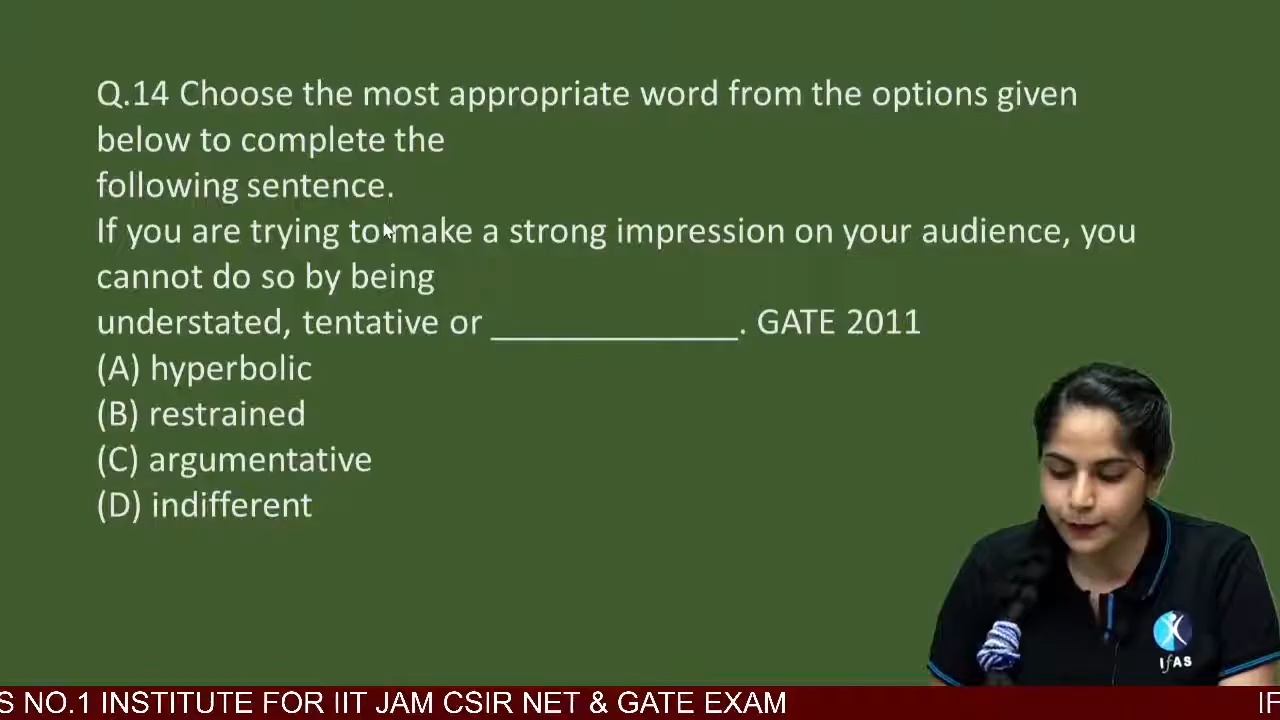 Q.14 Choose the most appropriate word from the options given
below to complete the
following sentence.
If you are trying to make a strong impression on your audience, you
cannot do so by being
understated, tentative or _____________. GATE 2011
(A) hyperbolic
(B) restrained
(C) argumentative
(D) indifferent
IfAS
S NO.1 INSTITUTE FOR IIT JAM CSIR NET & GATE EXAM
IF